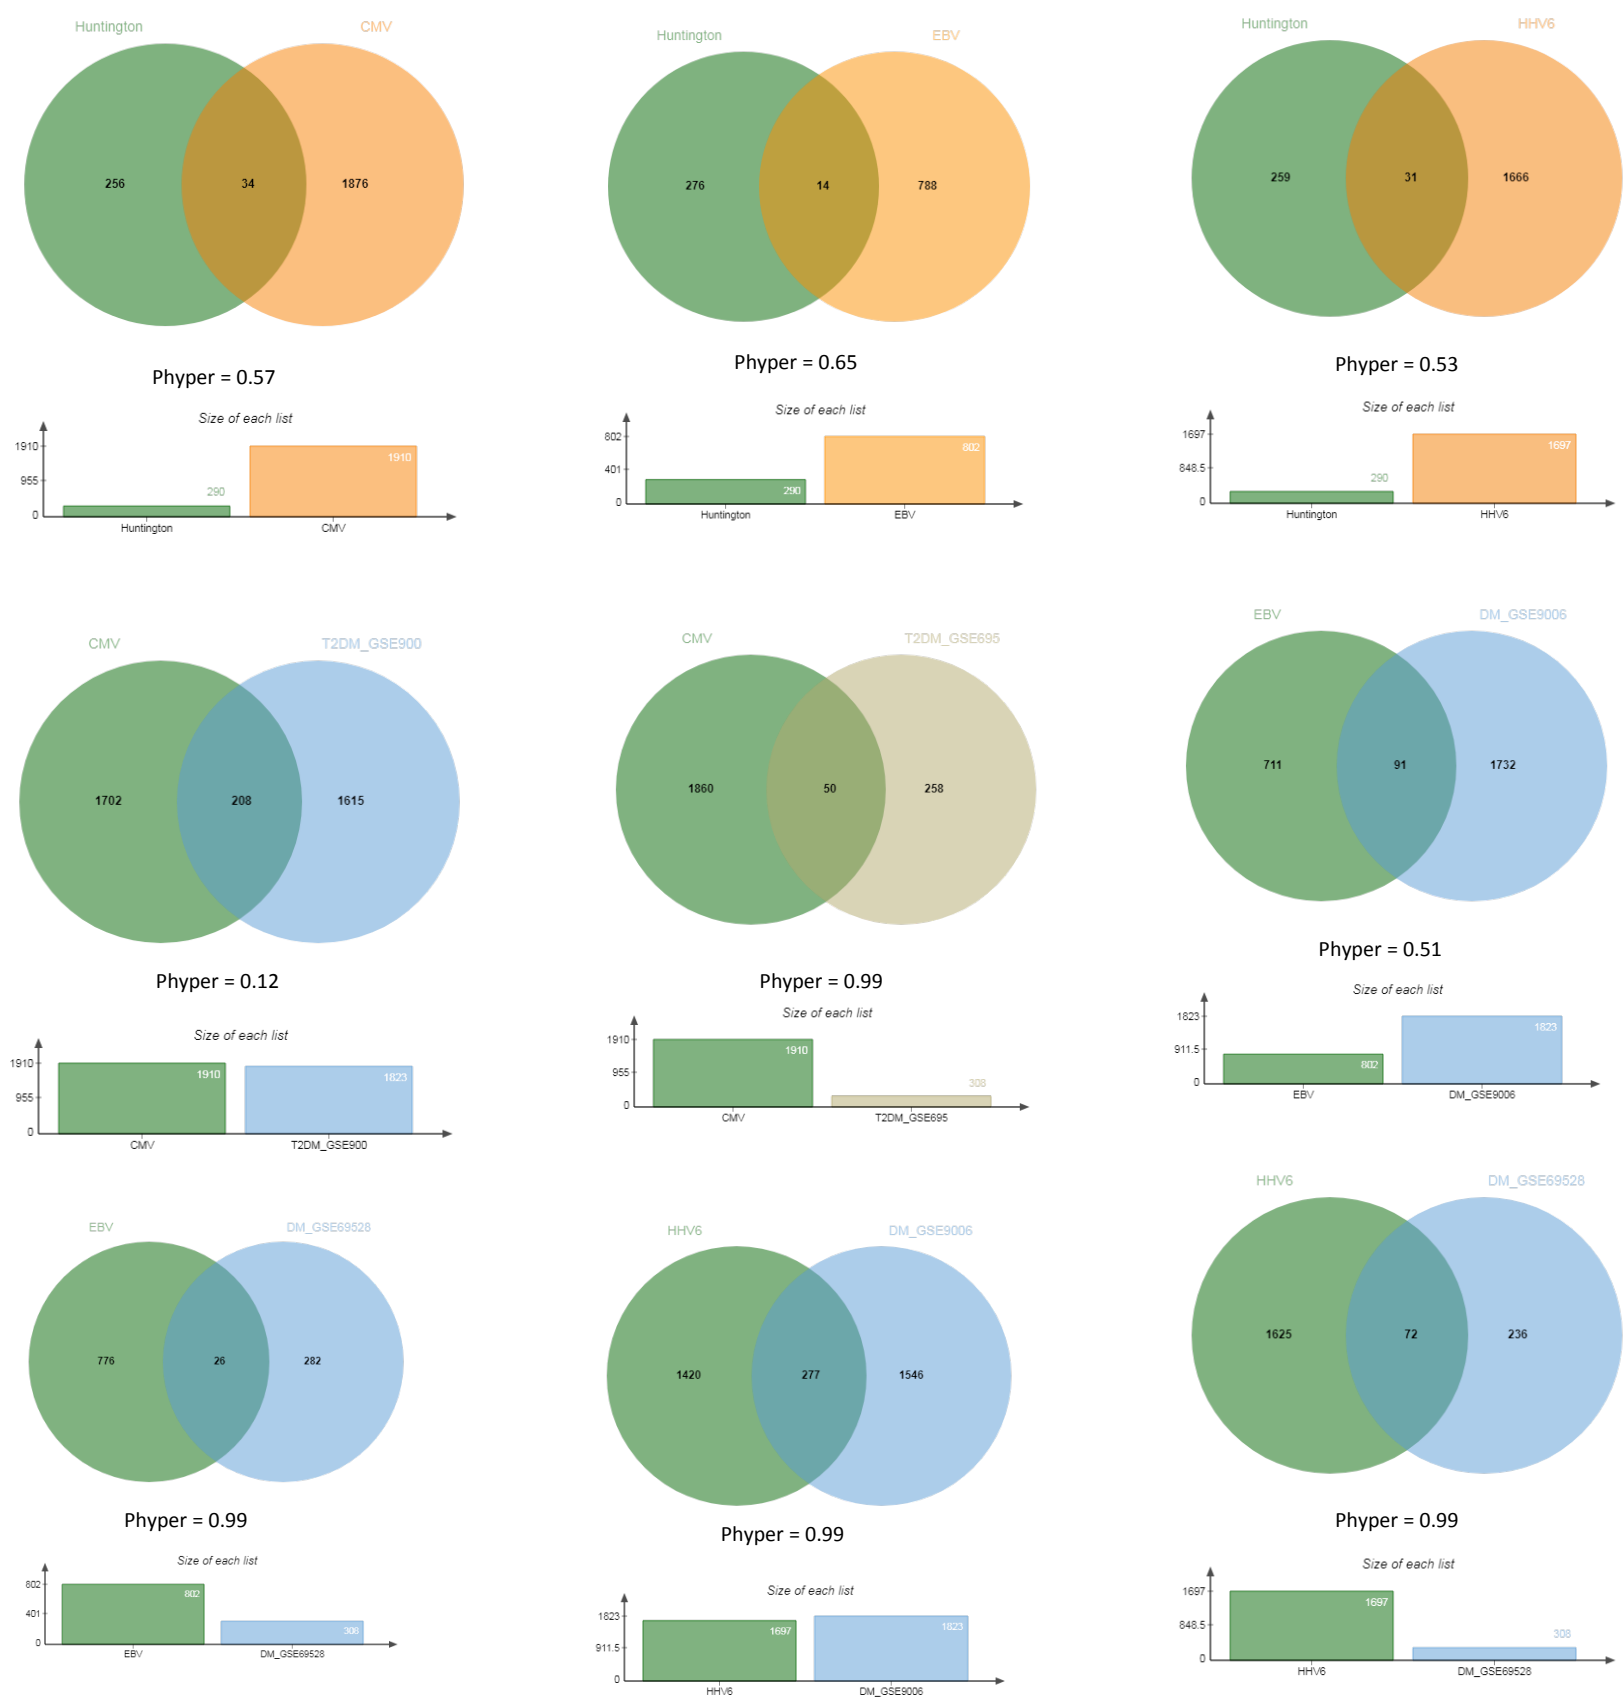 Huntington
CMV
256
34
1876
Phyper = 0.57
Size of each list
1910
955
0
290
1910
Huntington
CMV
Huntington
EBV
276
14
788
Phyper = 0.65
Size of each list
802
401
0
290
802
Huntington
EBV
Huntington
HHV6
259
31
1666
Phyper = 0.53
Size of each list
1697
848.5
0
290
1697
Huntington
HHV6
CMV
T2DM_GSE900
1702
208
1615
Phyper = 0.12
Size of each list
1910
955
0
1910
1823
CMV
T2DM_GSE900
CMV
T2DM_GSE695
1860
50
258
Phyper = 0.99
Size of each list
1910
955
0
1910
308
CMV
T2DM_GSE695
EBV
DM_GSE9006
711
91
1732
Phyper = 0.51
Size of each list
1823
911.5
0
802
1823
EBV
DM_GSE9006
EBV
DM_GSE69528
776
26
282
Phyper = 0.99
Size of each list
802
401
0
802
308
EBV
DM_GSE69528
HHV6
DM_GSE9006
1420
277
1546
Phyper = 0.99
Size of each list
1823
911.5
0
1697
1823
HHV6
DM_GSE9006
HHV6
DM_GSE69528
1625
72
236
Phyper = 0.99
Size of each list
1697
848.5
0
1697
308
HHV6
DM_GSE69528